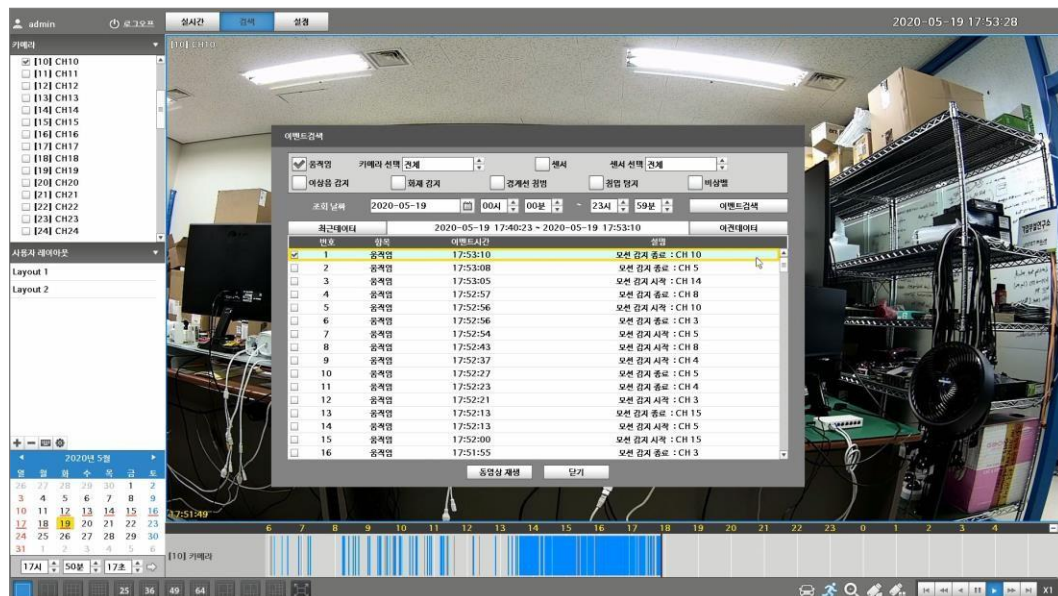 admin
로그오프
실시간
검색
설정
2020-05-19 17:53:28
카메라
[10] CH10
[11] CH11
[12] CH12
[13] CH13
[14] CH14
[15] CH15
[16] CH16
[17] CH17
[18] CH18
[19] CH19
[20] CH20
[21] CH21
[22] CH22
[23] CH23
[24] CH24
사용자 레이아웃
Layout 1
Layout 2
2020년 5월
일 월 화 수 목 금 토
26 27 28 29 30 1 2
3 4 5 6 7 8 9
10 11 12 13 14 15 16
17 18 19 20 21 22 23
24 25 26 27 28 29 30
31 1 2 3 4 5 6
17시 50분 17초
[10] CH10
이벤트검색
움직임 카메라 선택 전체 센서 센서 선택 전체
이상음 감지 화재 감지 경계선 침범 침입 탐지 비상벨
조회 날짜 2020-05-19 00시 00분 ~ 23시 59분 이벤트검색
최근데이터 2020-05-19 17:40:23 ~ 2020-05-19 17:53:10 이전데이터
번호 항목 이벤트시간 설명
1 움직임 17:53:10 모션 감지 종료 : CH 10
2 움직임 17:53:08 모션 감지 종료 : CH 5
3 움직임 17:53:05 모션 감지 시작 : CH 14
4 움직임 17:52:57 모션 감지 종료 : CH 8
5 움직임 17:52:56 모션 감지 시작 : CH 10
6 움직임 17:52:56 모션 감지 종료 : CH 3
7 움직임 17:52:54 모션 감지 시작 : CH 5
8 움직임 17:52:43 모션 감지 시작 : CH 8
9 움직임 17:52:37 모션 감지 시작 : CH 4
10 움직임 17:52:27 모션 감지 종료 : CH 5
11 움직임 17:52:23 모션 감지 종료 : CH 4
12 움직임 17:52:21 모션 감지 시작 : CH 3
13 움직임 17:52:13 모션 감지 종료 : CH 15
14 움직임 17:52:13 모션 감지 시작 : CH 5
15 움직임 17:52:00 모션 감지 시작 : CH 15
16 움직임 17:51:55 모션 감지 종료 : CH 3
동영상 재생
닫기
17:51:49
6 7 8 9 10 11 12 13 14 15 16 17 18 19 20 21 22 23 0 1 2 3 4
[10] 카메라
25 36 49 64
X1